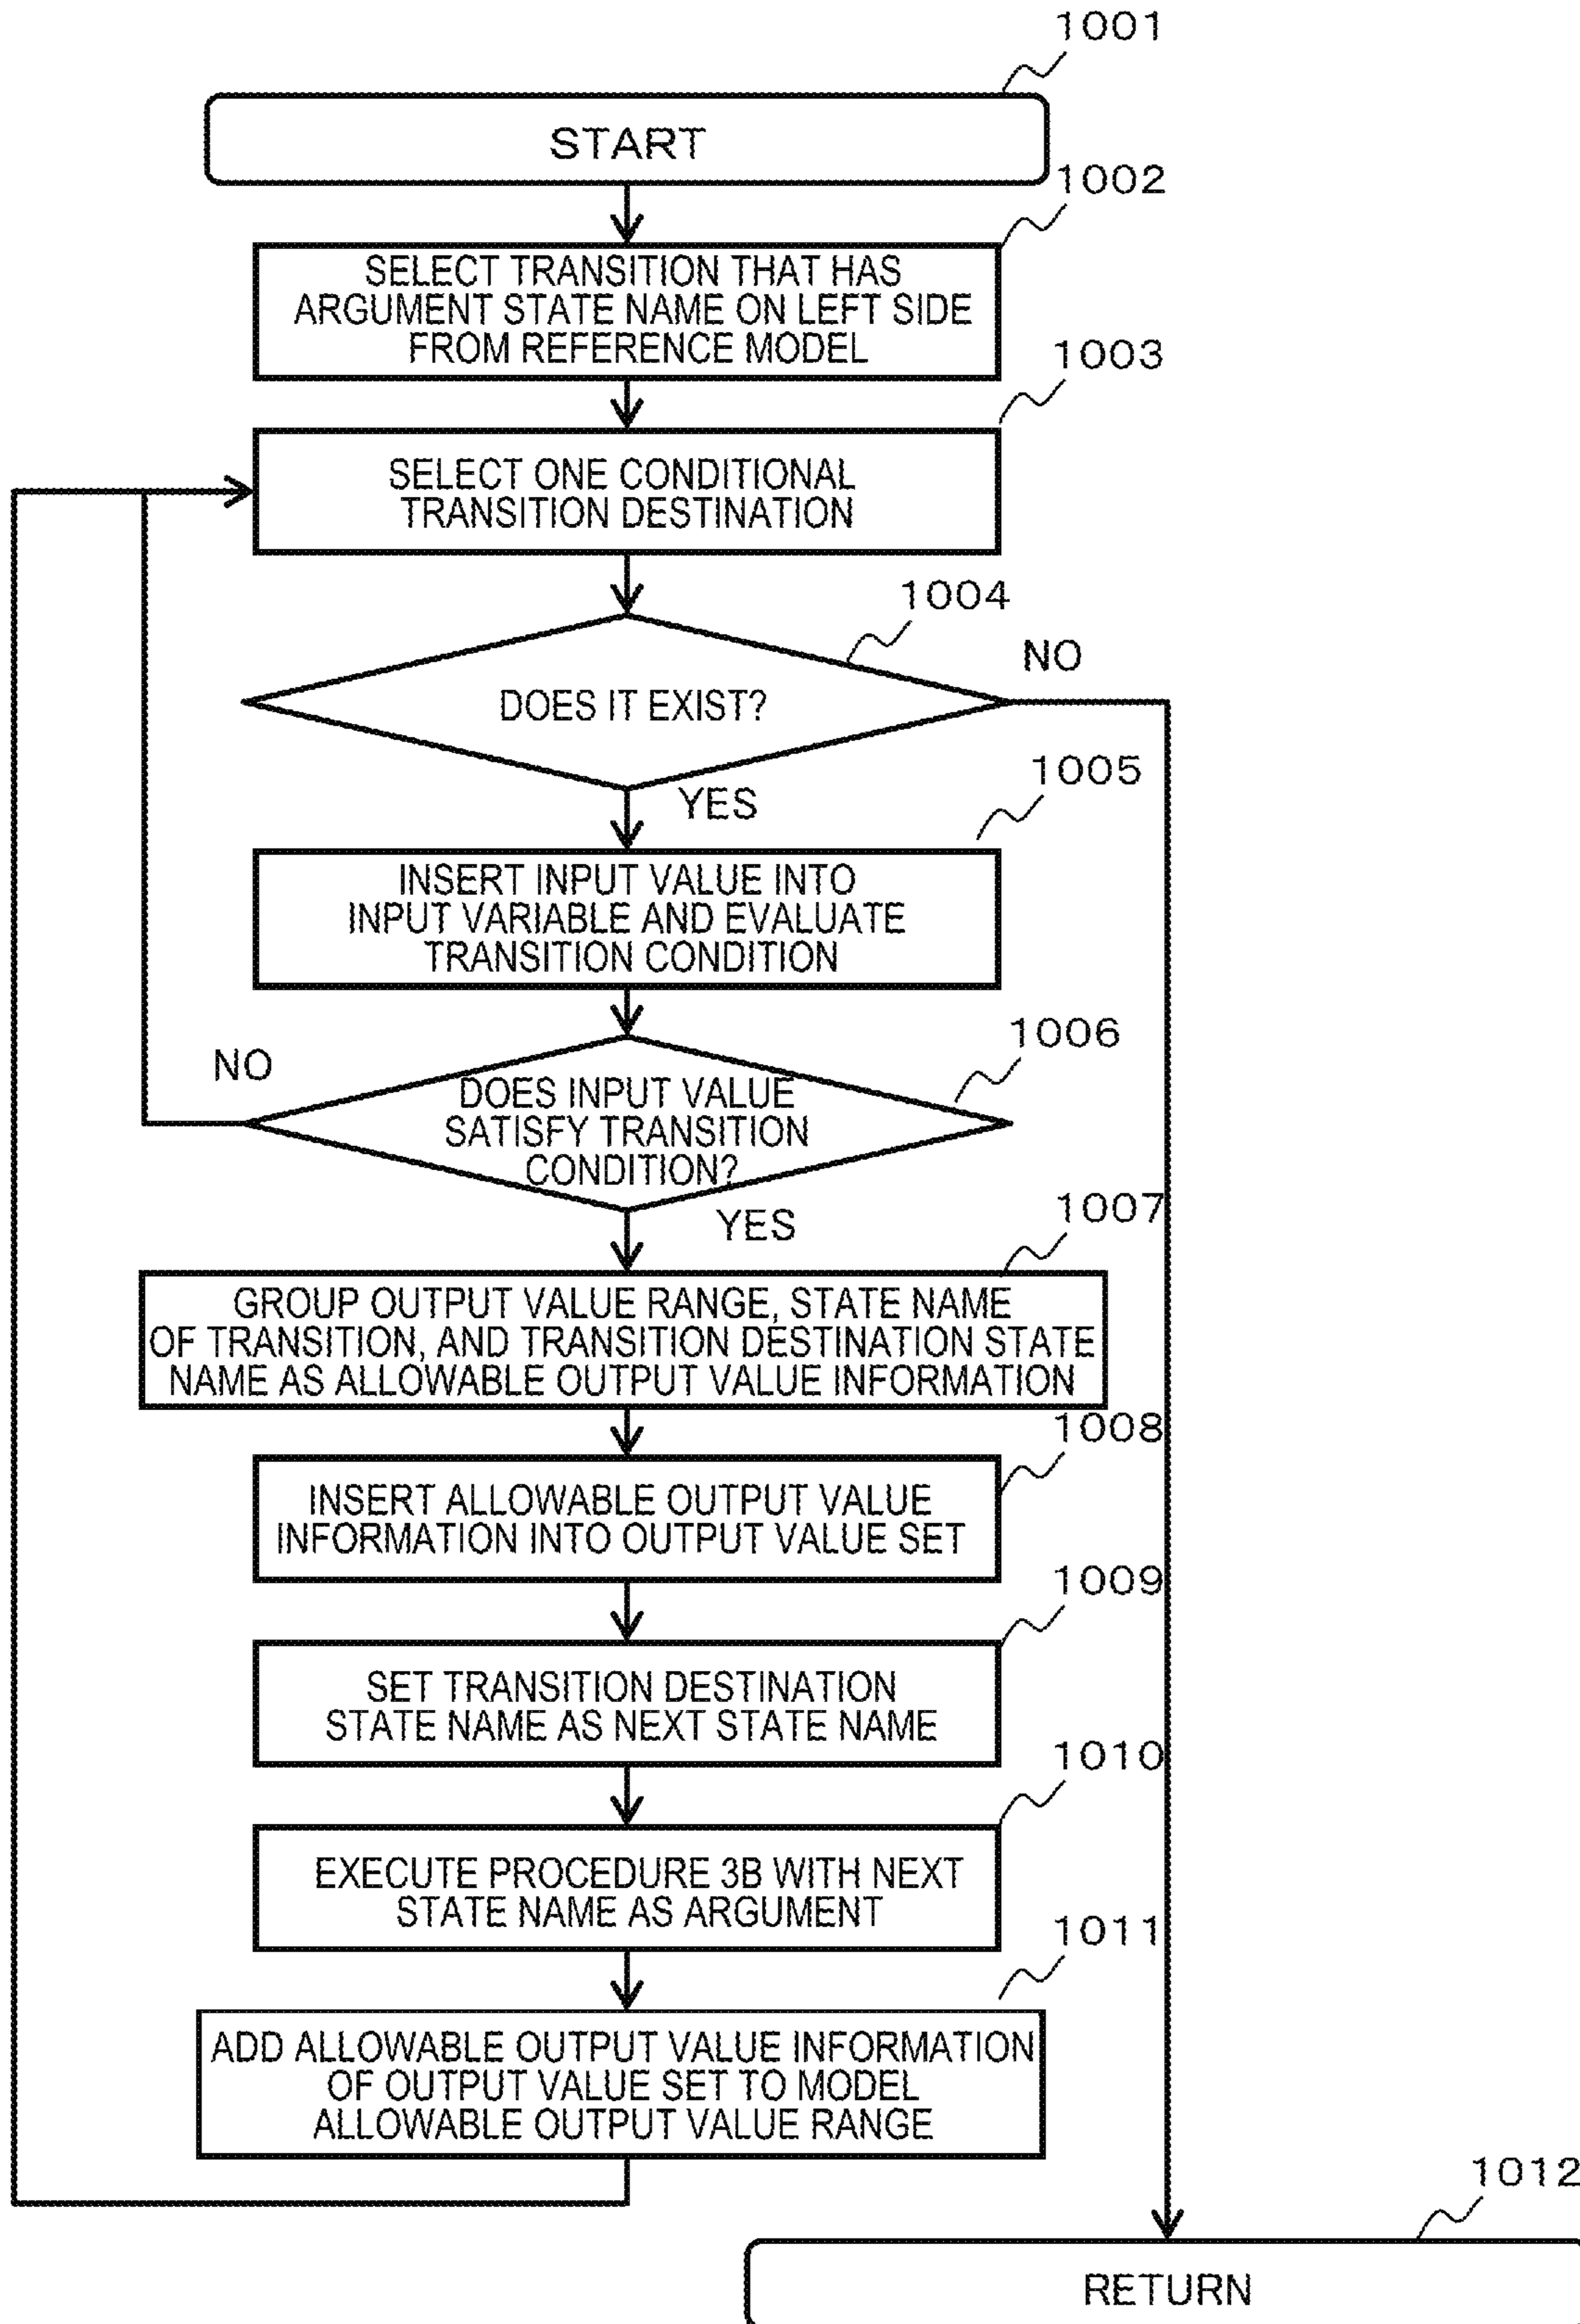 1001
START
1002
SELECT TRANSITION THAT HAS
ARGUMENT STATE NAME ON LEFT SIDE
FROM REFERENCE MODEL
1003
SELECT ONE CONDITIONAL
TRANSITION DESTINATION
1004
NO
DOES IT EXIST?
YES
1005
INSERT INPUT VALUE INTO
INPUT VARIABLE AND EVALUATE
TRANSITION CONDITION
1006
NO
DOES INPUT VALUE
SATISFY TRANSITION
CONDITION?
YES
1007
GROUP OUTPUT VALUE RANGE, STATE NAME
OF TRANSITION, AND TRANSITION DESTINATION STATE
NAME AS ALLOWABLE OUTPUT VALUE INFORMATION
1008
INSERT ALLOWABLE OUTPUT VALUE
INFORMATION INTO OUTPUT VALUE SET
1009
SET TRANSITION DESTINATION
STATE NAME AS NEXT STATE NAME
1010
EXECUTE PROCEDURE 3B WITH NEXT
STATE NAME AS ARGUMENT
1011
ADD ALLOWABLE OUTPUT VALUE INFORMATION
OF OUTPUT VALUE SET TO MODEL
ALLOWABLE OUTPUT VALUE RANGE
1012
RETURN